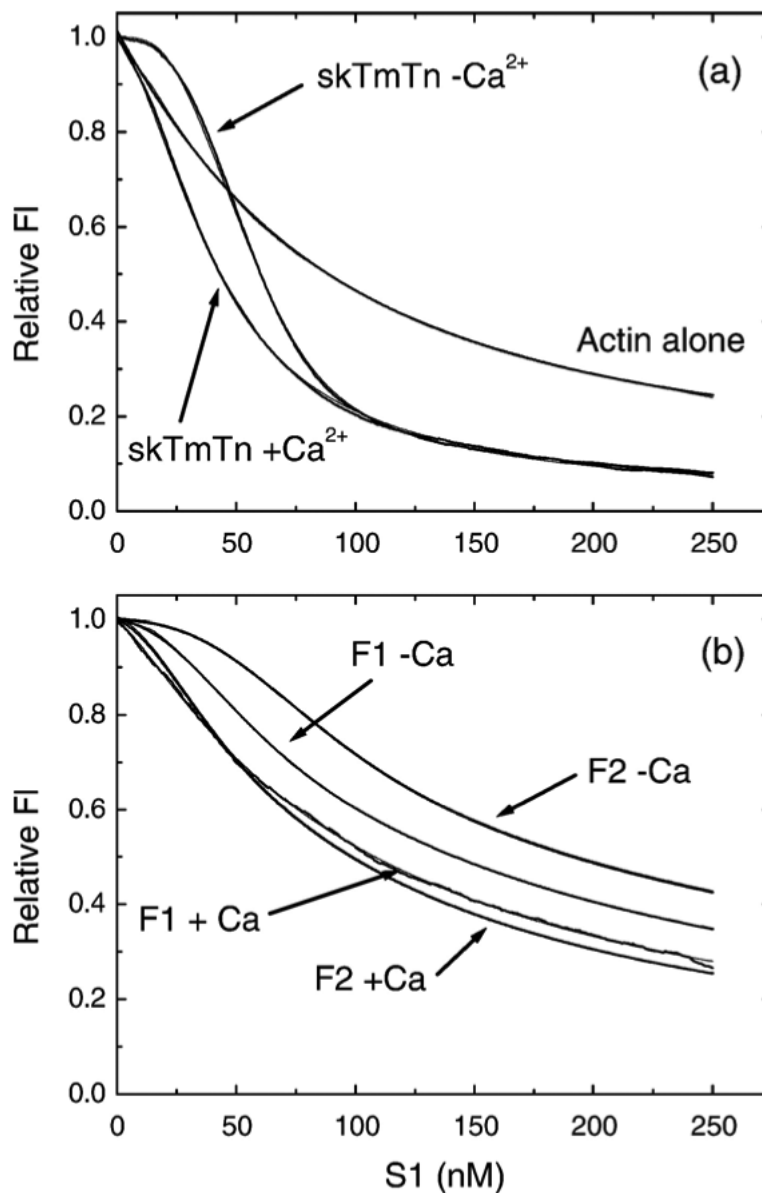 (a)
1.0
0.8
0.6
0.4
0.2
0.0
Relative FI
skTmTn -Ca²⁺
Actin alone
skTmTn +Ca²⁺
0 50 100 150 200 250
(b)
1.0
0.8
0.6
0.4
0.2
0.0
Relative FI
F1 -Ca
F2 -Ca
F1 + Ca
F2 +Ca
0 50 100 150 200 250
S1 (nM)